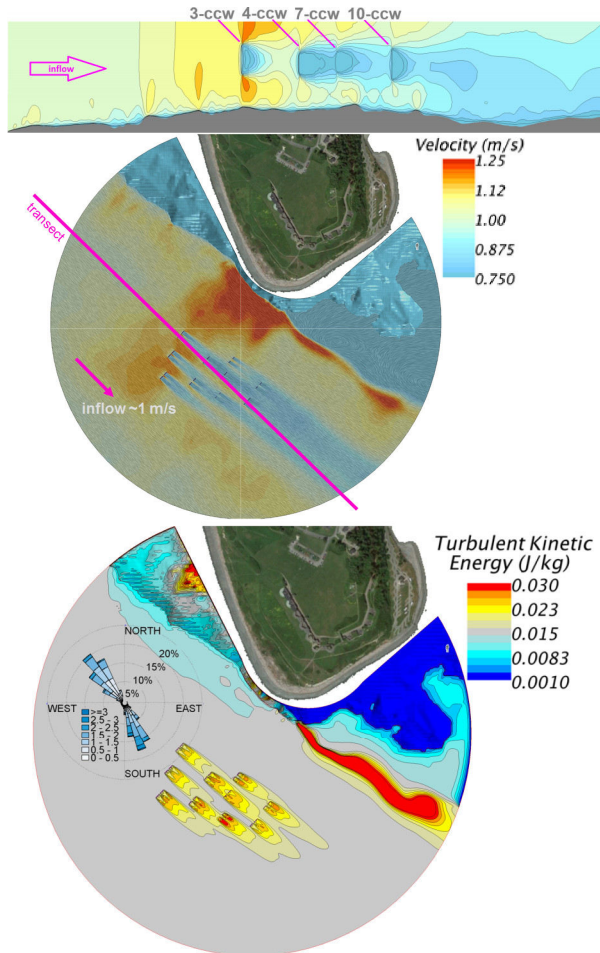 3-ccw 4-ccw 7-ccw 10-ccw
inflow
Velocity (m/s)
1.25
1.12
1.00
0.875
0.750
transect
inflow ~1 m/s
Turbulent Kinetic
Energy (J/kg)
0.030
0.023
0.015
0.0083
0.0010
NORTH
20%
15%
10%
5%
WEST
EAST
>=3
2.5 - 3
2 - 2.5
1.5 - 2
1 - 1.5
0.5 - 1
0 - 0.5
SOUTH